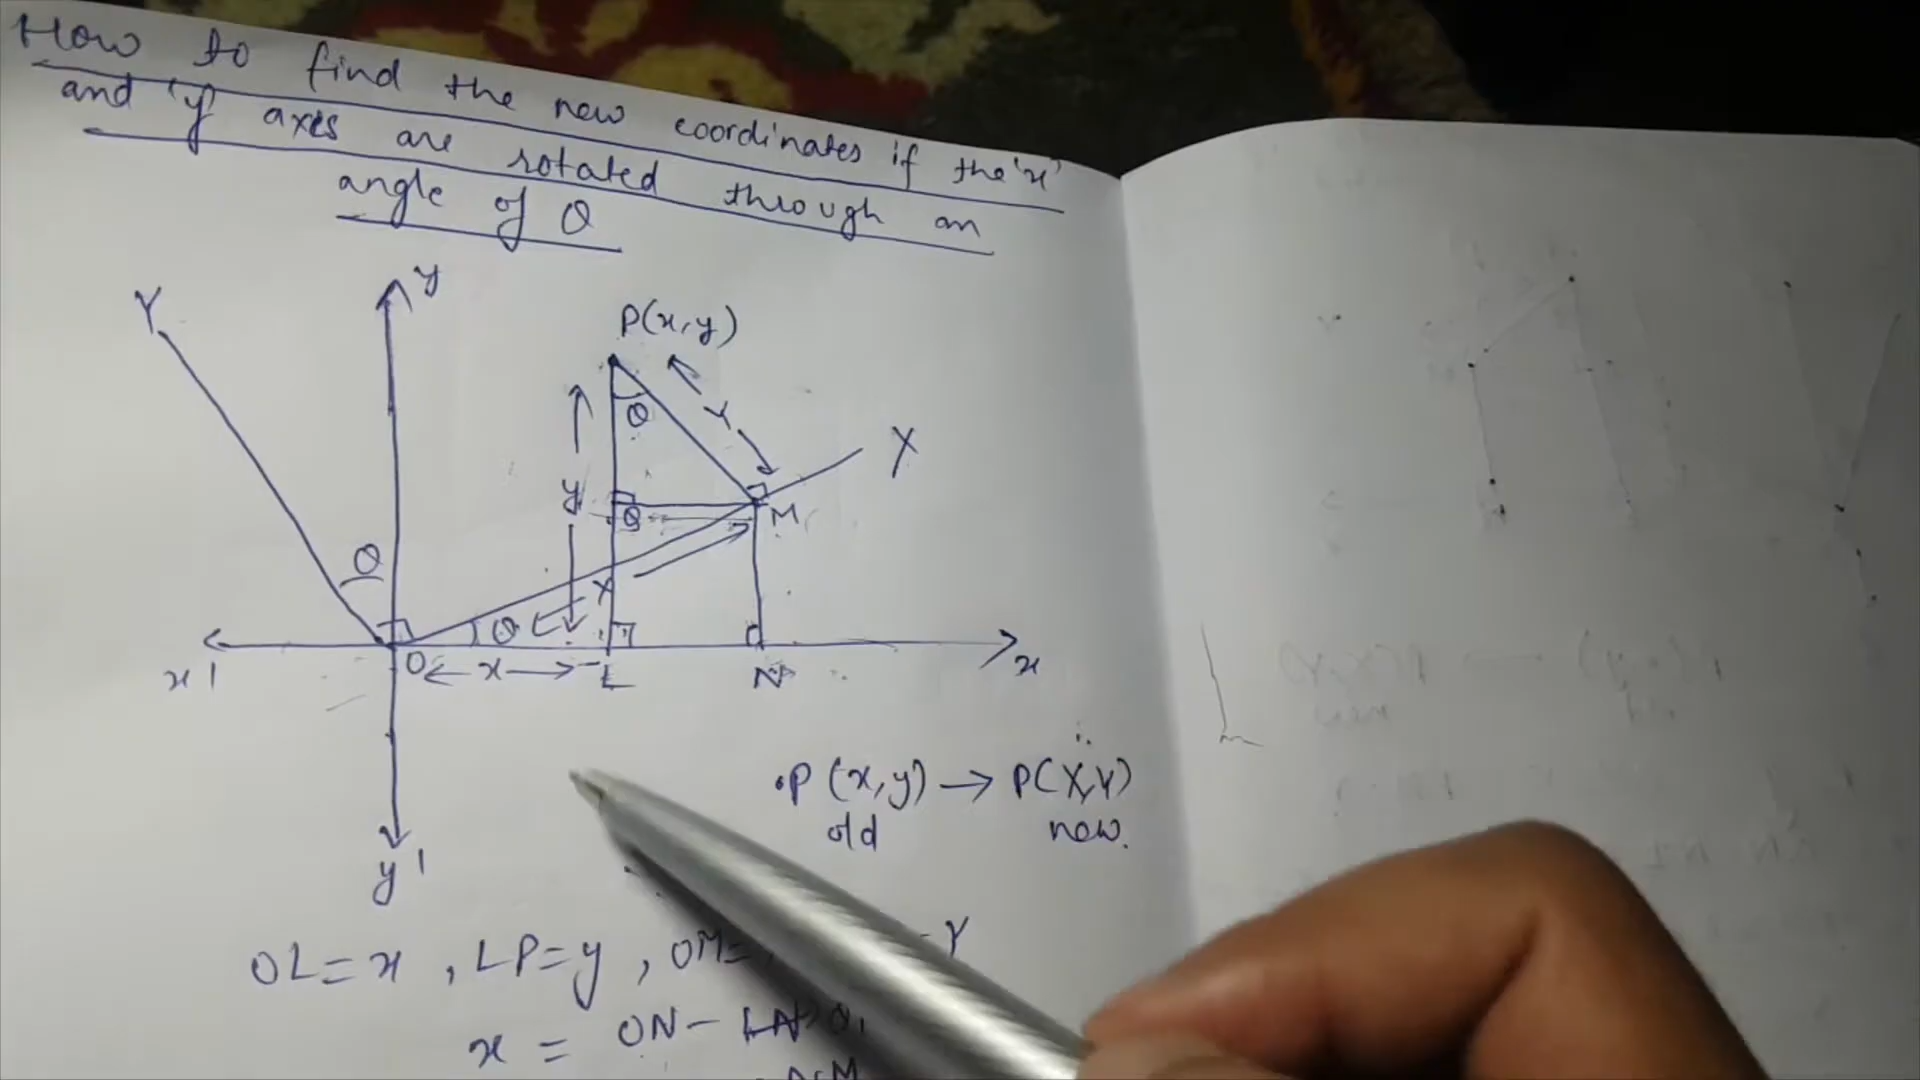 How to find the new coordinates if the 'x'
and 'y' axes are rotated through an
angle of θ
y
Y
P(x,y)
θ
Y
X
y
Q
M
θ
X
θ
x'
O
x
L
N
x
.P (x,y) → P(X,Y)
old new.
y'
OL=x , LP=y , OM= =Y
x = ON- LN